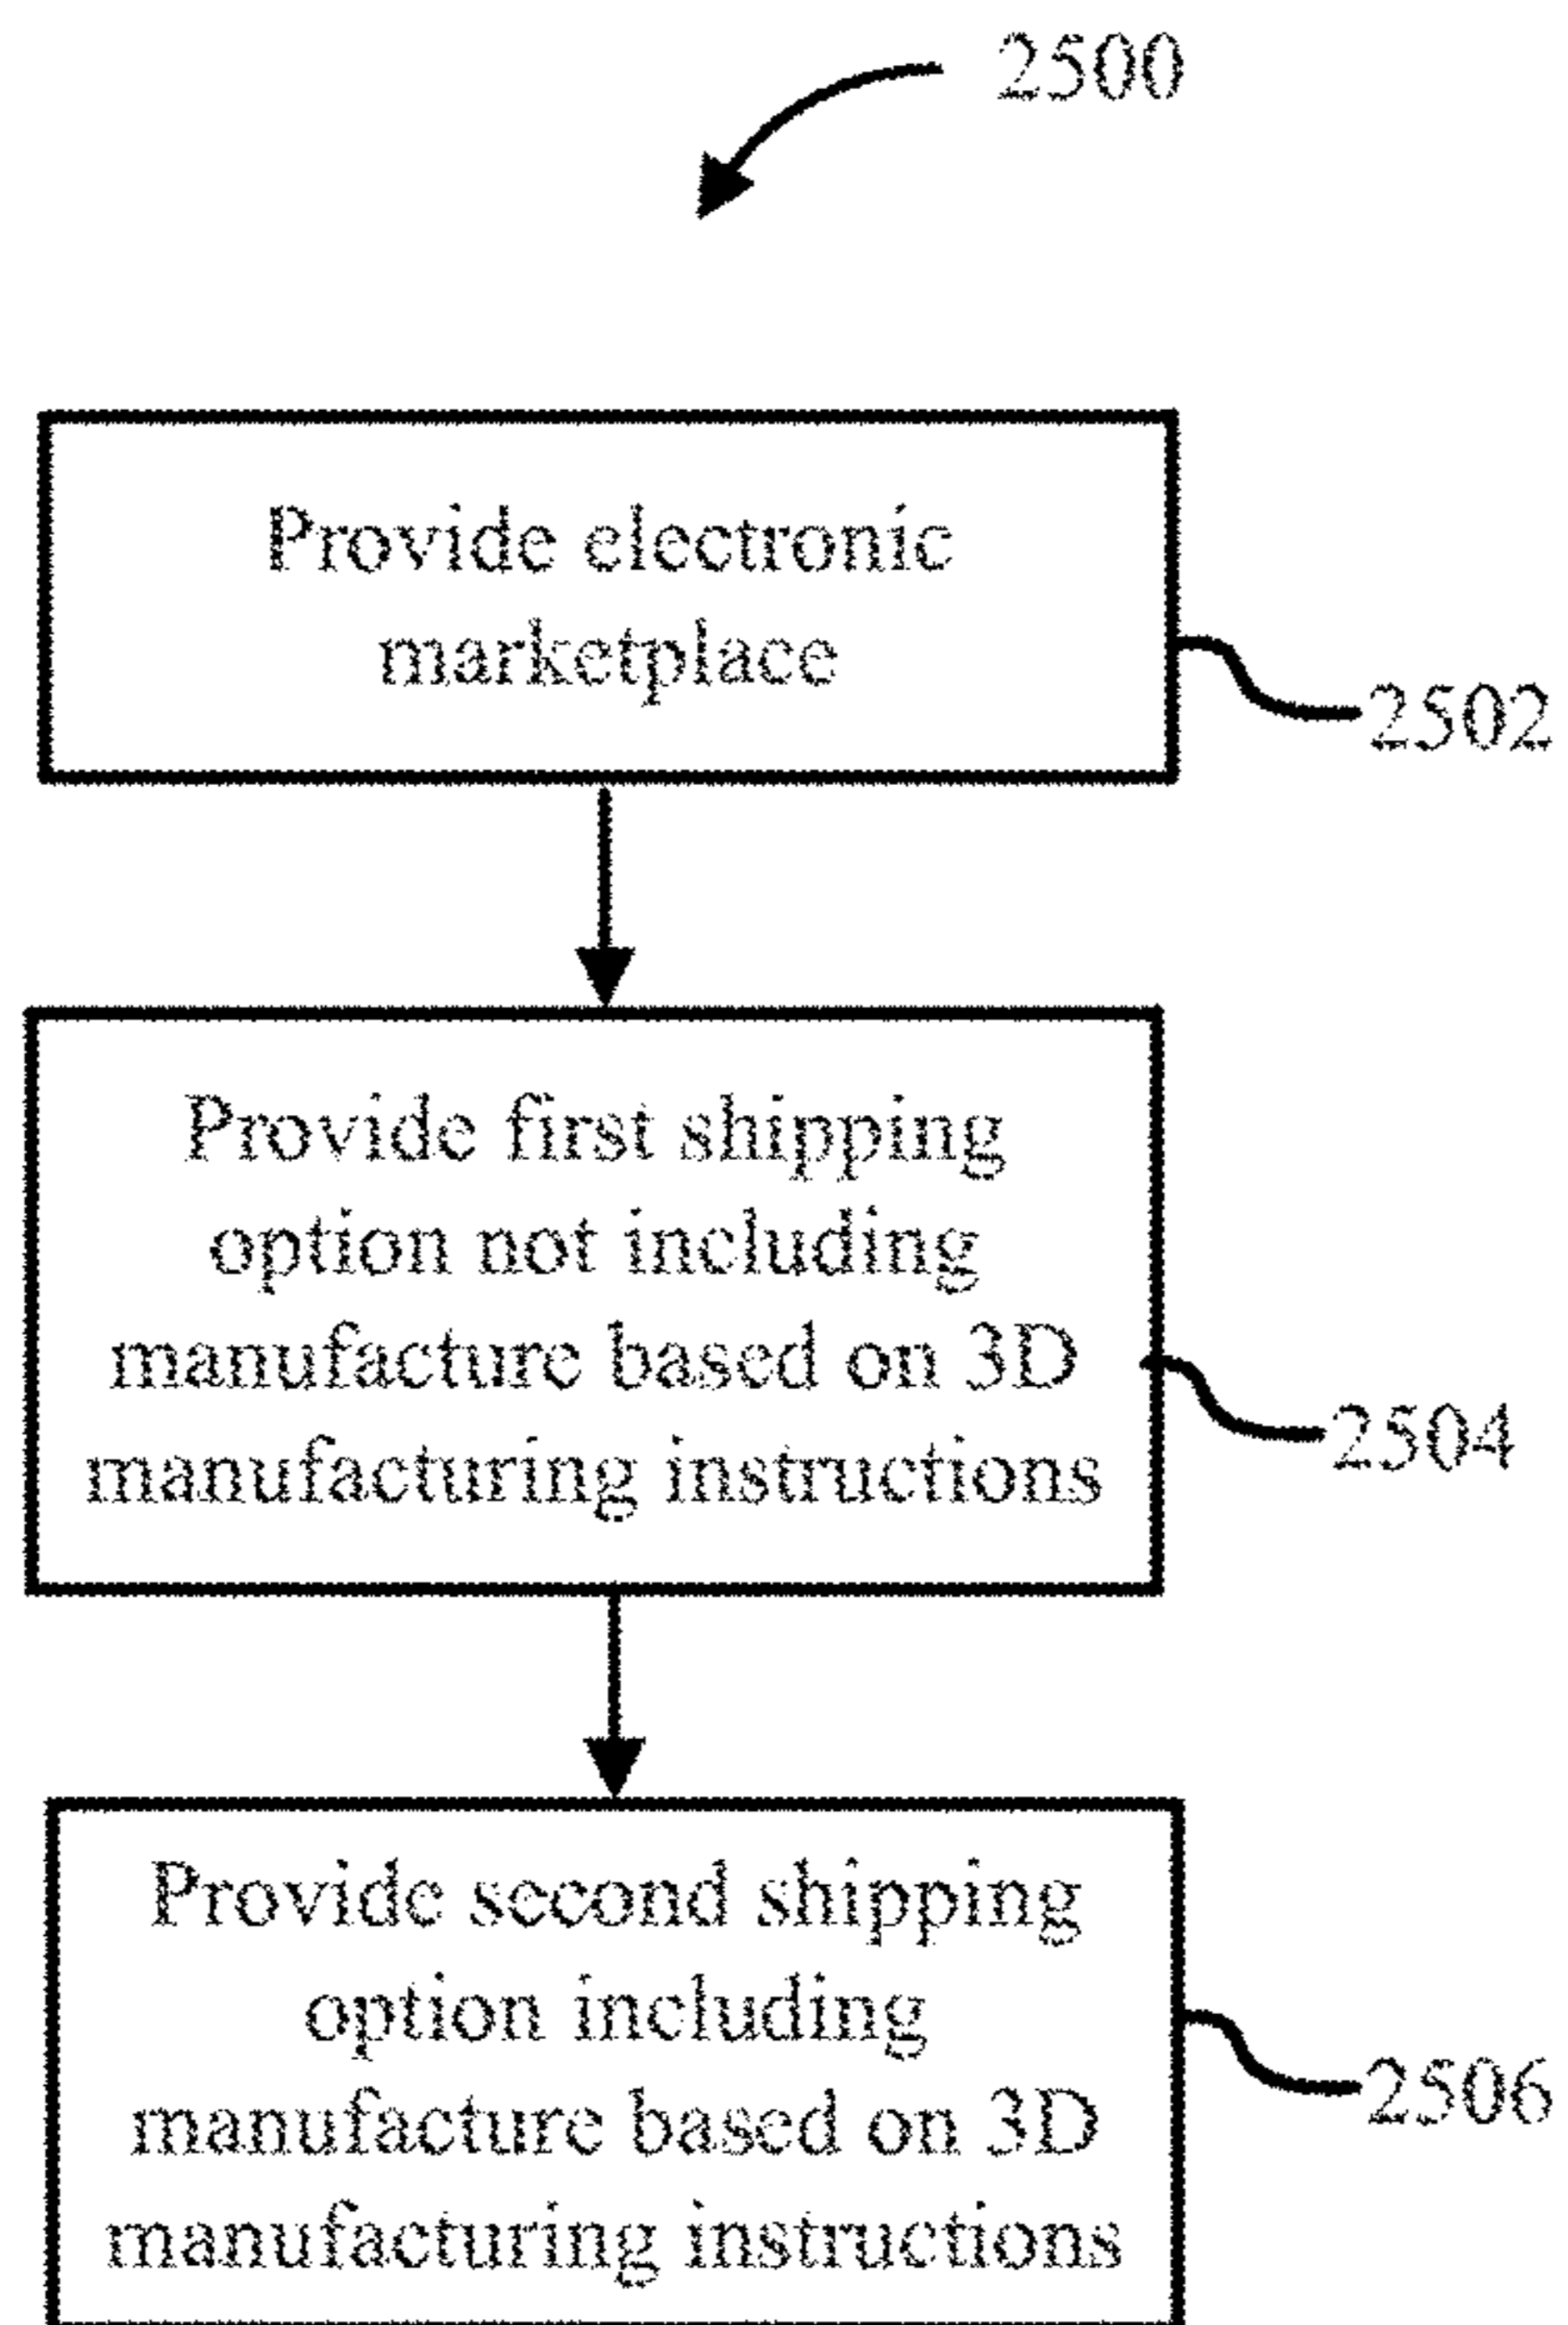 2500
Provide electronic
marketplace
2502
Provide first shipping
option not including
manufacture based on 3D
manufacturing instructions
2504
Provide second shipping
option including
manufacture based on 3D
manufacturing instructions
2506